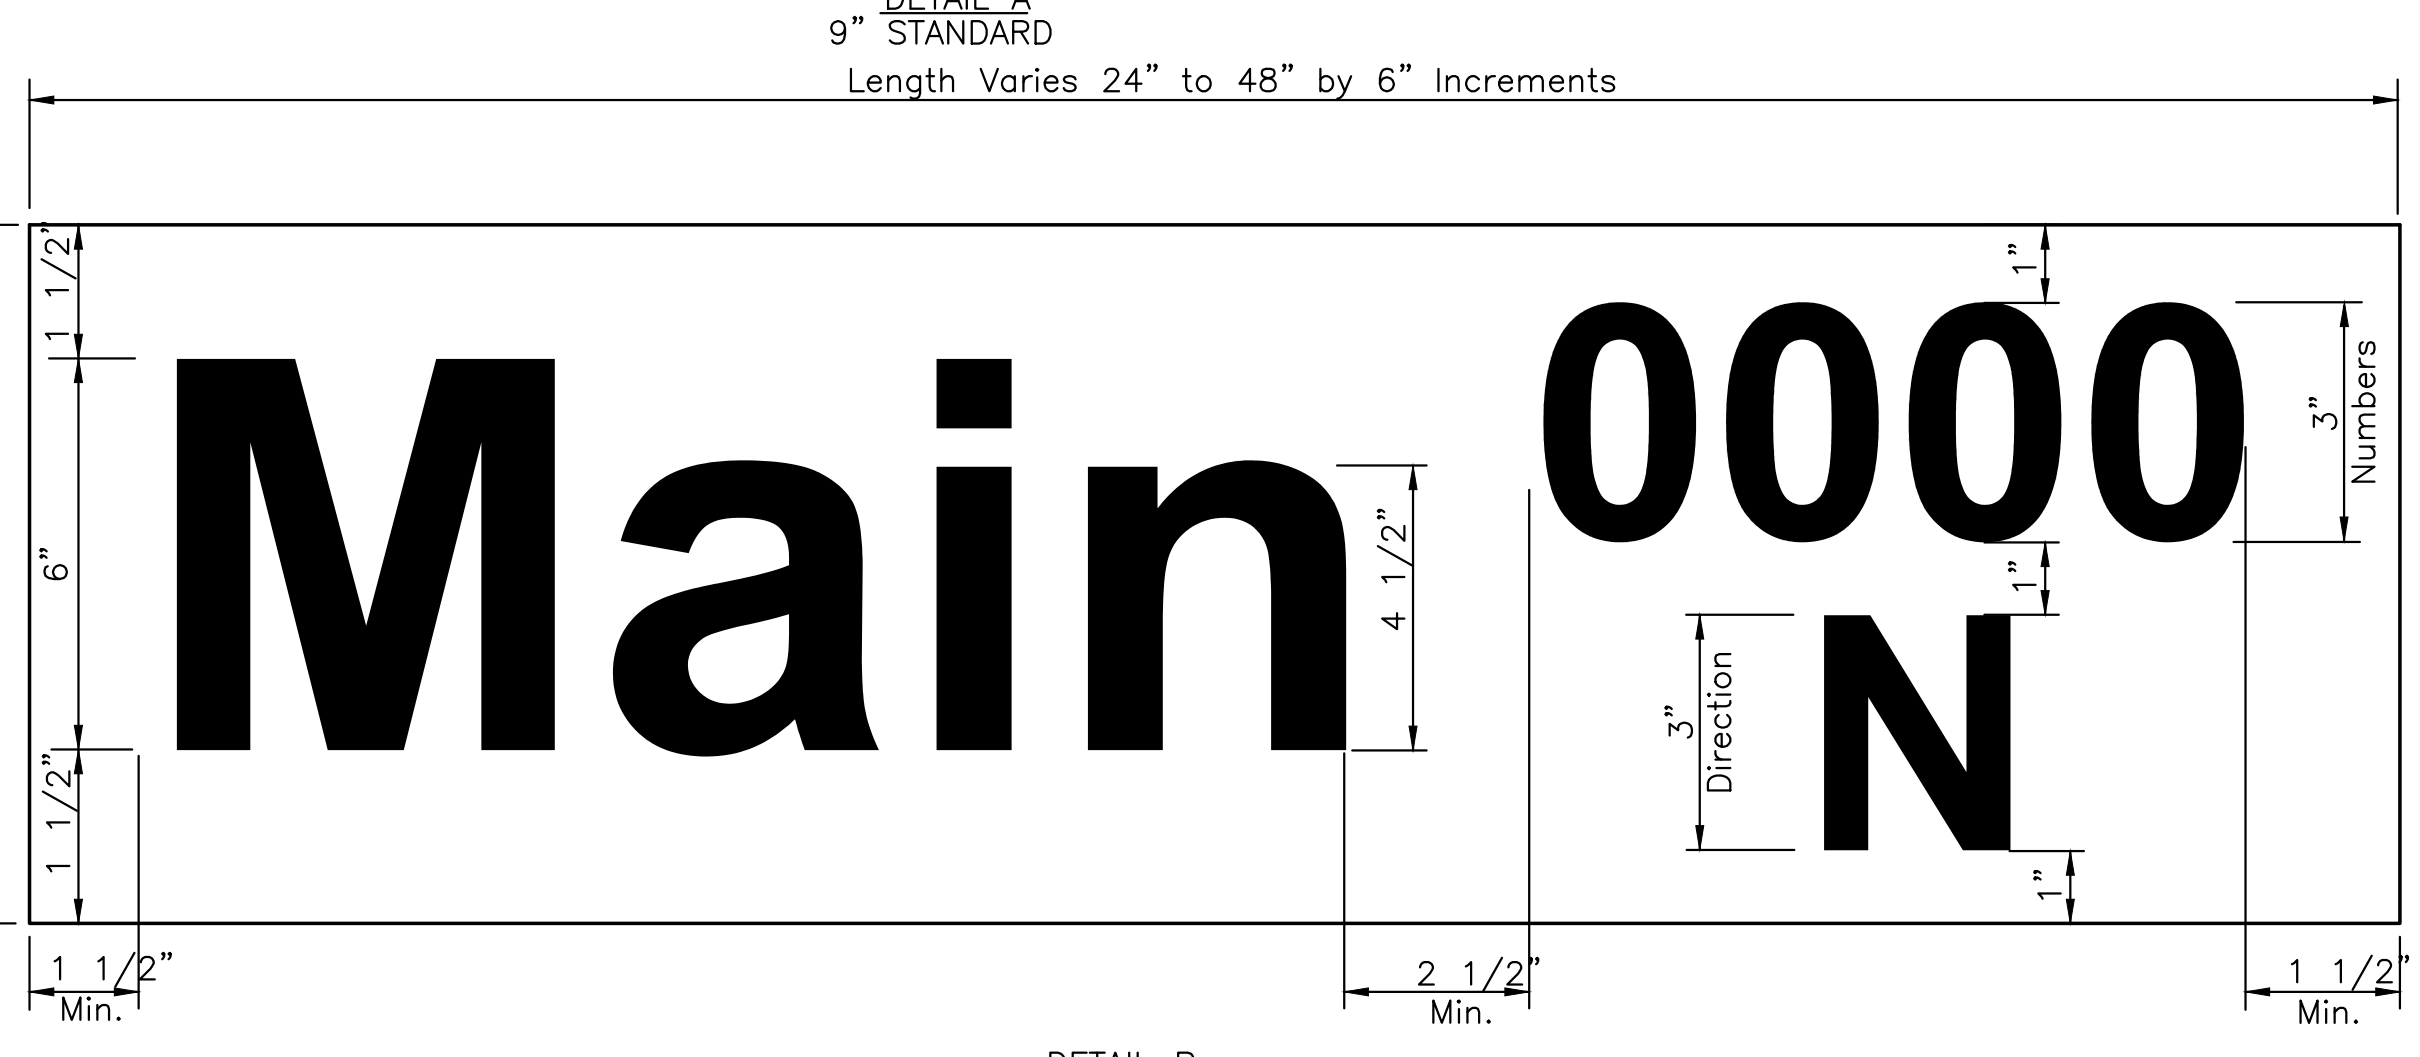 DETAIL A
9” STANDARD
Length Varies 24” to 48” by 6” Increments
1 1/2”
6”
1 1/2”
Main
4 1/2”
0000
1”
3”
Numbers
1”
N
3”
Direction
1”
1 1/2”
Min.
2 1/2”
Min.
1 1/2”
Min.
DETAIL B